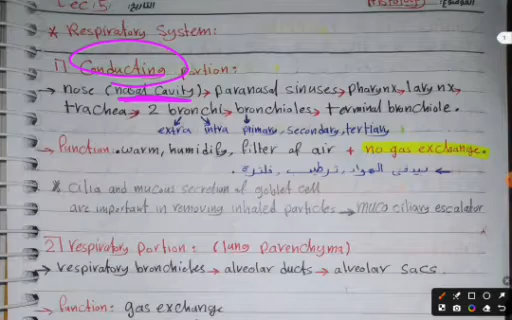 Lec: 5 Histology
* Respiratory System:
1) Conducting portion:
→ nose (nasal cavity) → paranasal sinuses → pharynx → larynx →
trachea → 2 bronchi → bronchioles → terminal bronchiole.
extra intra primary, secondary, tertiary
→ Function: warm, humidify, filter of air + no gas exchange.
* cilia and mucous secretion of goblet cell
are important in removing inhaled particles → muco ciliary escalator
2) respiratory portion: (lung parenchyma)
→ respiratory bronchioles → alveolar ducts → alveolar sacs.
→ Function: gas exchange